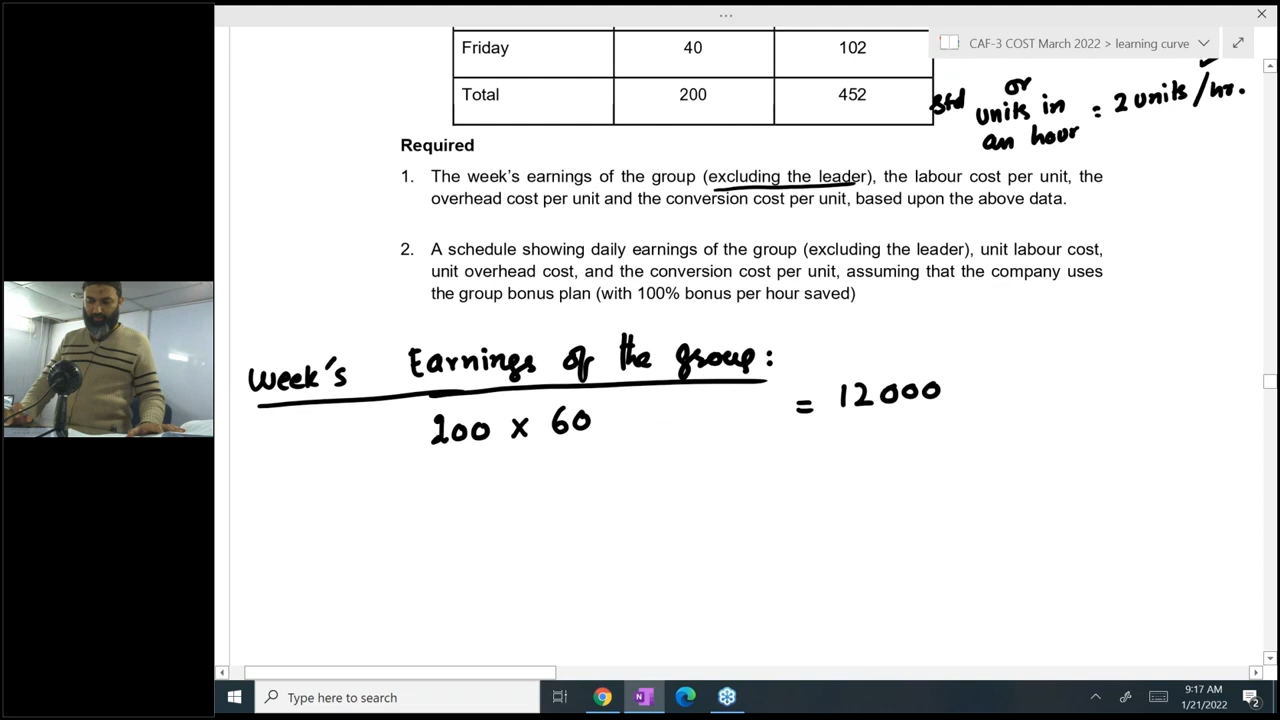 CAF-3 COST March 2022 > learning curve
Friday 40 102
Total 200 452
Std or units in an hour = 2 units/hr.
Required
1. The week's earnings of the group (excluding the leader), the labour cost per unit, the
overhead cost per unit and the conversion cost per unit, based upon the above data.
2. A schedule showing daily earnings of the group (excluding the leader), unit labour cost,
unit overhead cost, and the conversion cost per unit, assuming that the company uses
the group bonus plan (with 100% bonus per hour saved)
Week's Earnings of the group:
200 x 60 = 12000
Type here to search
9:17 AM
1/21/2022
2